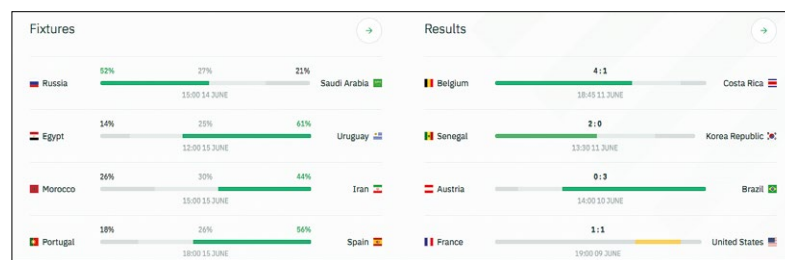 Fixtures
52% 27% 21%
Russia Saudi Arabia
15:00 14 JUNE
14% 25% 61%
Egypt Uruguay
12:00 15 JUNE
26% 30% 44%
Morocco Iran
15:00 15 JUNE
18% 26% 56%
Portugal Spain
18:00 15 JUNE
Results
4:1
Belgium Costa Rica
18:45 11 JUNE
2:0
Senegal Korea Republic
13:30 11 JUNE
0:3
Austria Brazil
14:00 10 JUNE
1:1
France United States
19:00 09 JUNE